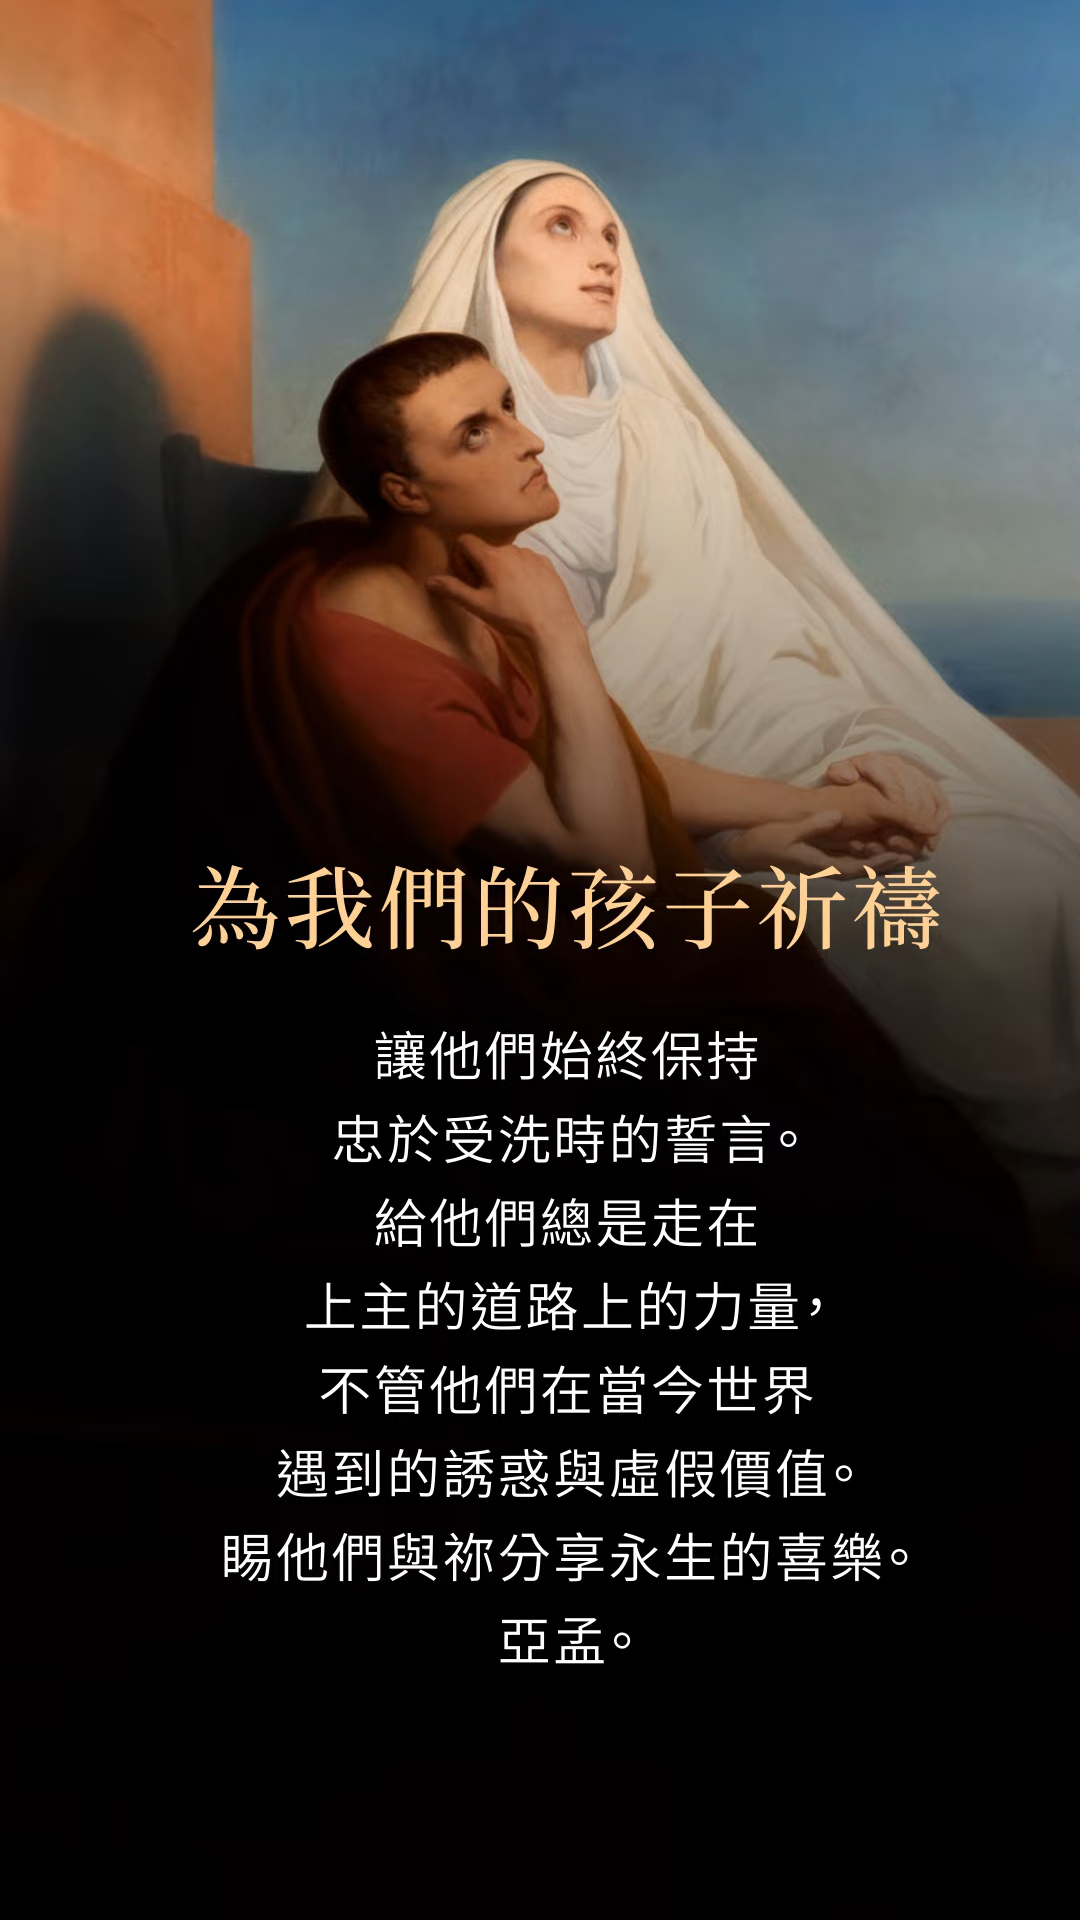 為我們的孩子祈禱
讓他們始終保持
忠於受洗時的誓言。
給他們總是走在
上主的道路上的力量，
不管他們在當今世界
遇到的誘惑與虛假價值。
賜他們與祢分享永生的喜樂。
亞孟。